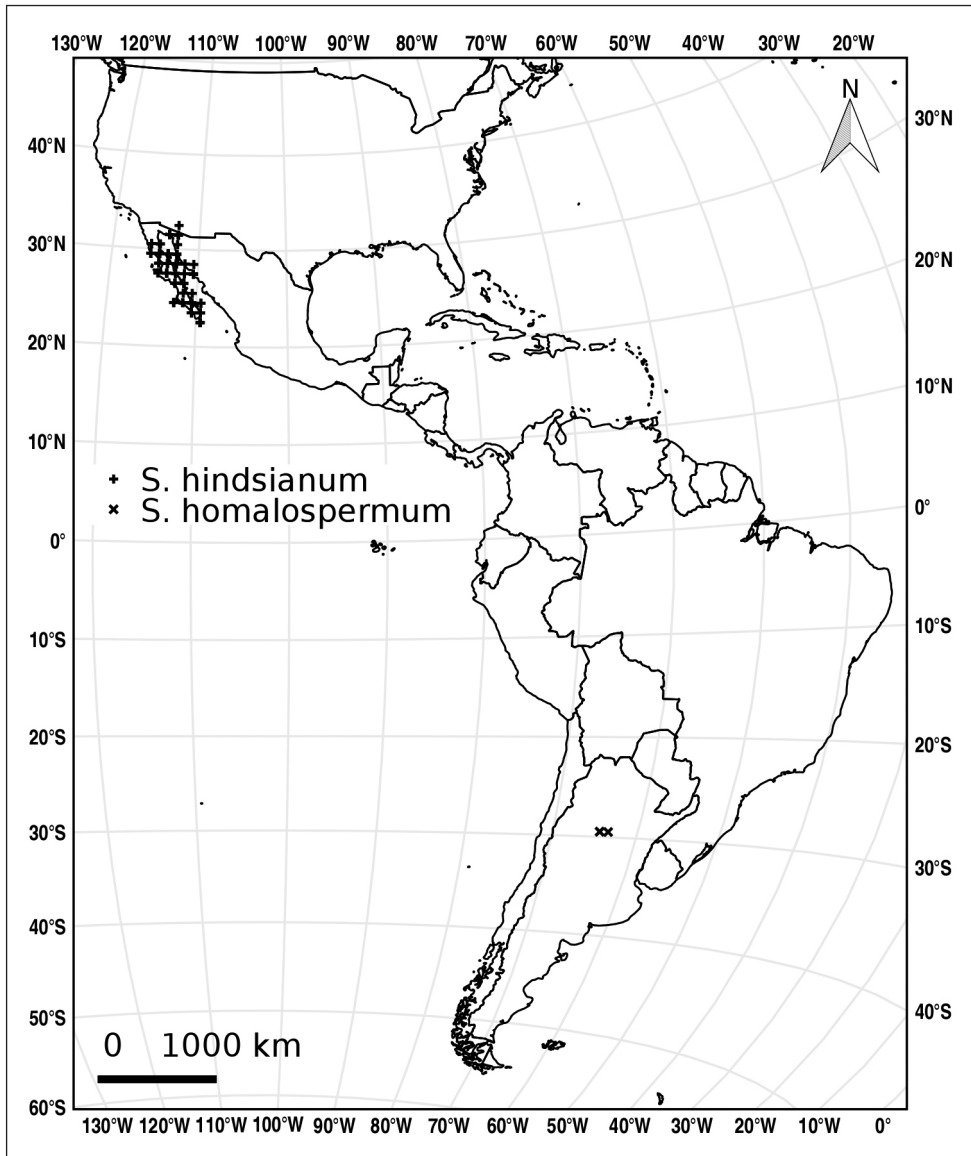 130°W 120°W 110°W 100°W 90°W 80°W 70°W 60°W 50°W 40°W 30°W 20°W
N
30°N
40°N
30°N
20°N
20°N
10°N
10°N
S. hindsianum
S. homalospermum
0°
0°
10°S
10°S
20°S
20°S
30°S
30°S
40°S
40°S
50°S
0 1000 km
60°S
130°W 120°W 110°W 100°W 90°W 80°W 70°W 60°W 50°W 40°W 30°W 20°W 10°W 0°